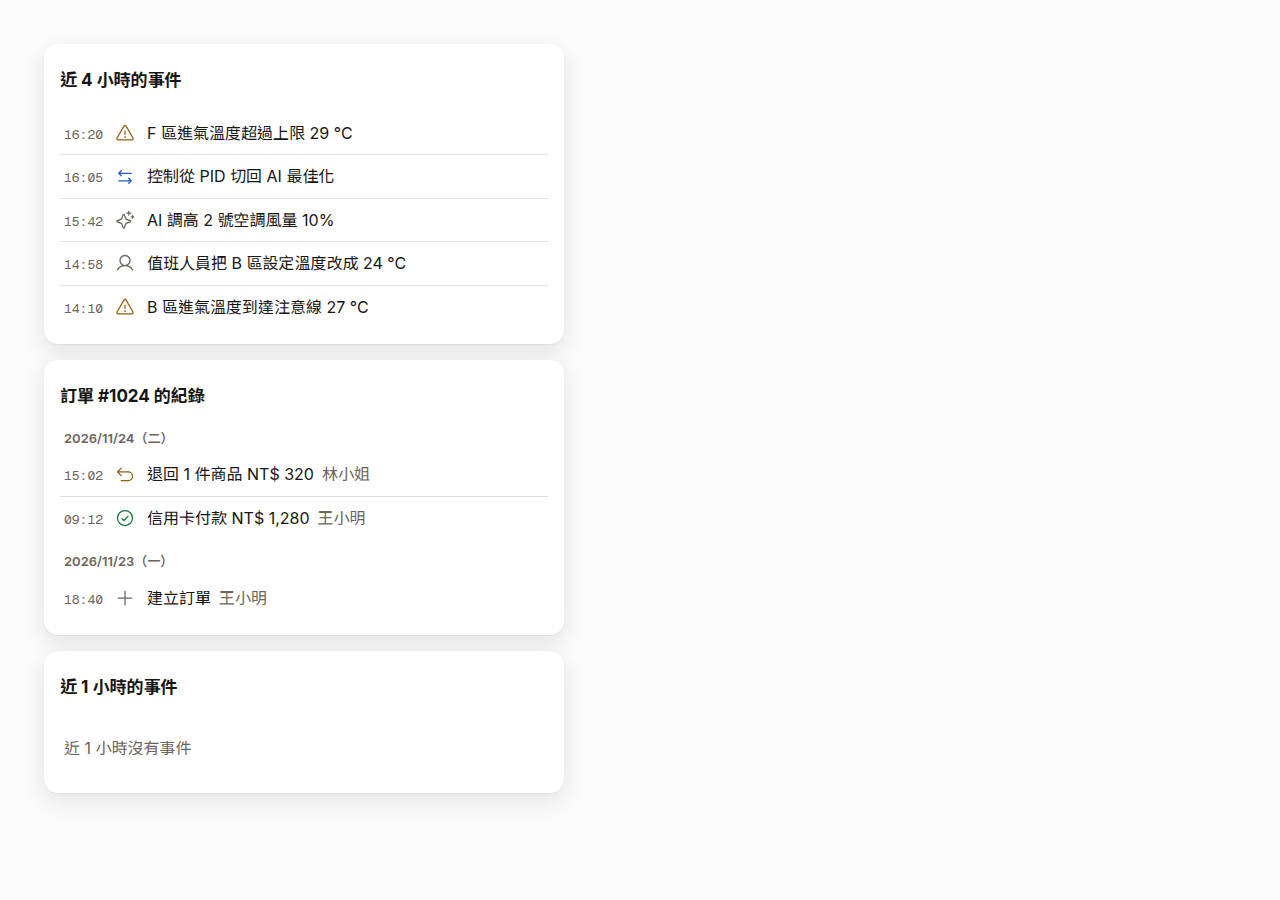 近 4 小時的事件
16:20 F 區進氣溫度超過上限 29 °C
16:05 控制從 PID 切回 AI 最佳化
15:42 AI 調高 2 號空調風量 10%
14:58 值班人員把 B 區設定溫度改成 24 °C
14:10 B 區進氣溫度到達注意線 27 °C
訂單 #1024 的紀錄
2026/11/24（二）
15:02 退回 1 件商品 NT$ 320 林小姐
09:12 信用卡付款 NT$ 1,280 王小明
2026/11/23（一）
18:40 建立訂單 王小明
近 1 小時的事件
近 1 小時沒有事件